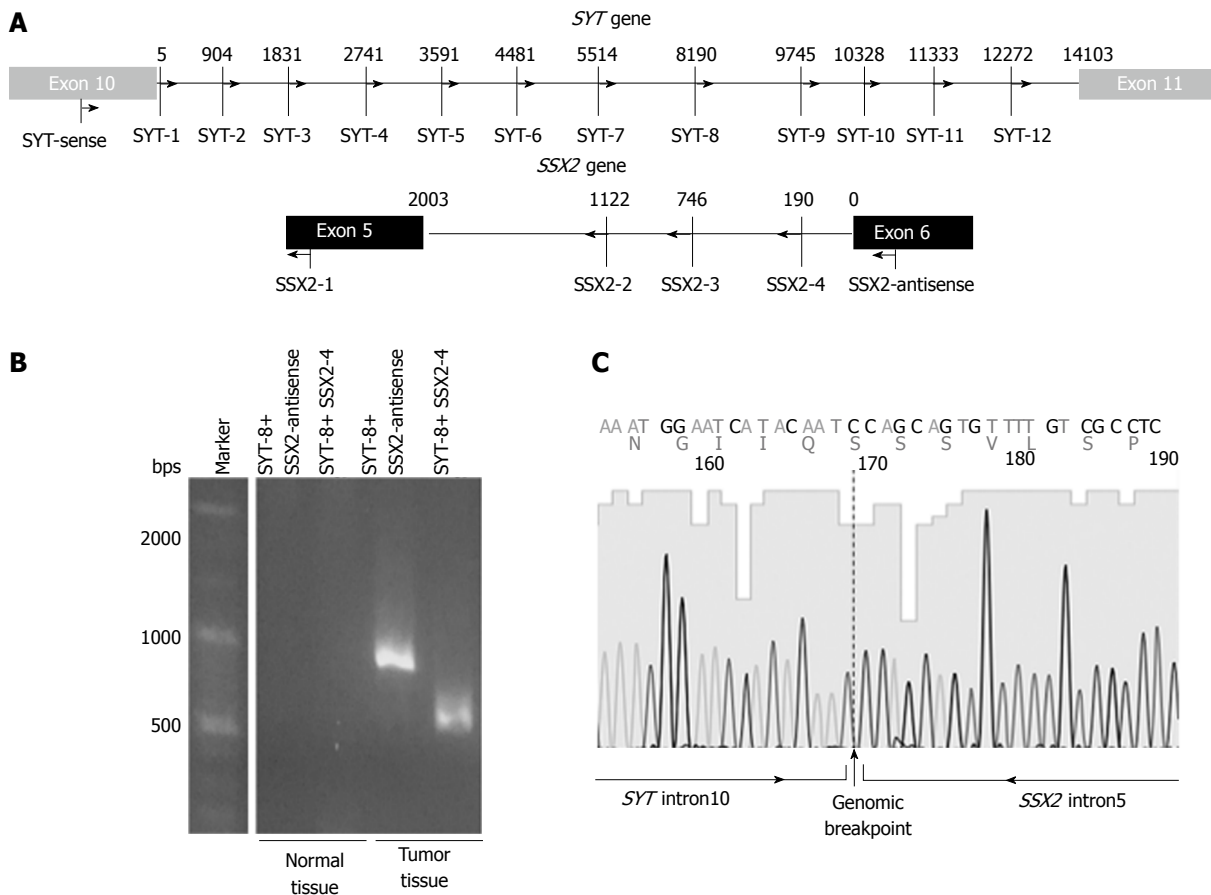 A
SYT gene
5 904 1831 2741 3591 4481 5514 8190 9745 10328 11333 12272 14103
Exon 10 Exon 11
SYT-sense SYT-1 SYT-2 SYT-3 SYT-4 SYT-5 SYT-6 SYT-7 SYT-8 SYT-9 SYT-10 SYT-11 SYT-12
SSX2 gene
2003 1122 746 190 0
Exon 5 Exon 6
SSX2-1 SSX2-2 SSX2-3 SSX2-4 SSX2-antisense
B
bps
Marker
SYT-8+
SSX2-antisense
SYT-8+ SSX2-4
SYT-8+
SSX2-antisense
SYT-8+ SSX2-4
2000
1000
500
Normal
tissue
Tumor
tissue
C
AA AT GG AAT CA T AC AA T C C AG C AG T G T TTT GT CG C CTC
N G I I Q S S S V L S P
160 170 180 190
SYT intron10
Genomic
breakpoint
SSX2 intron5